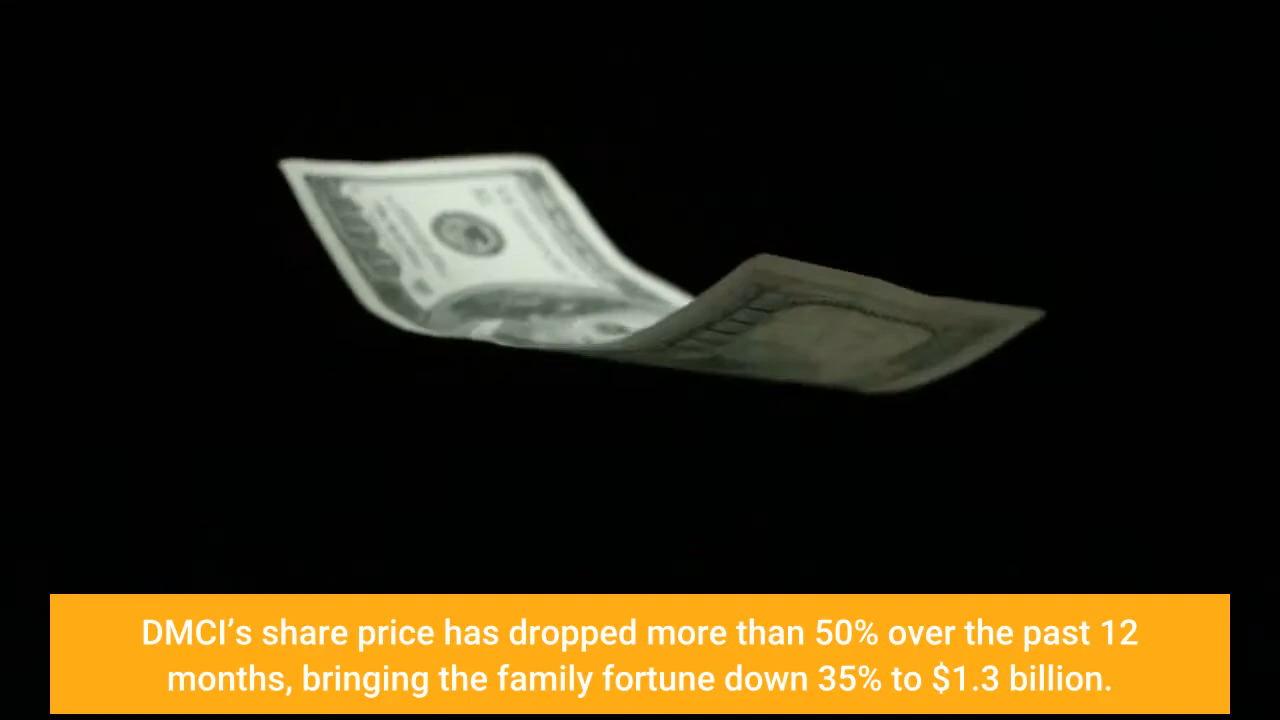 DMCI’s share price has dropped more than 50% over the past 12
months, bringing the family fortune down 35% to $1.3 billion.